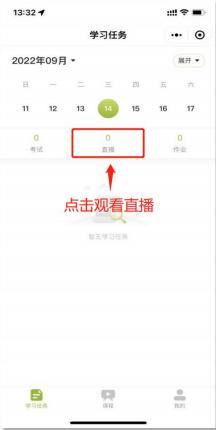 13:32
学习任务
2022年09月
展开
日 一 二 三 四 五 六
11 12 13 14 15 16 17
0 0 0
考试 直播 作业
点击观看直播
暂无学习任务
学习任务 课程 我的